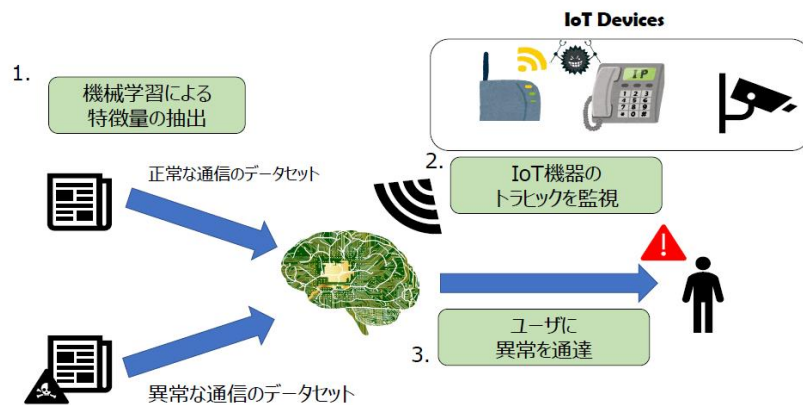 IoT Devices
1.
機械学習による
特徴量の抽出
正常な通信のデータセット
2.
IoT機器の
トラヒックを監視
IP
3.
ユーザに
異常を通達
異常な通信のデータセット